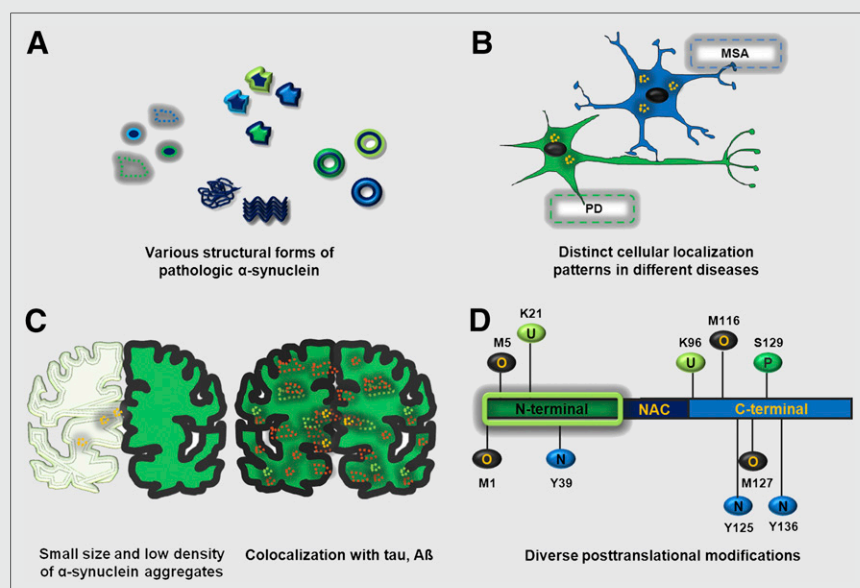 A
Various structural forms of
pathologic α-synuclein
B
MSA
PD
Distinct cellular localization
patterns in different diseases
C
Small size and low density
of α-synuclein aggregates
Colocalization with tau, Aß
D
K21
M5
U
O
M116
K96
S129
O
U
P
N-terminal
NAC
C-terminal
O
N
O
M1
Y39
M127
N
N
Y125
Y136
Diverse posttranslational modifications